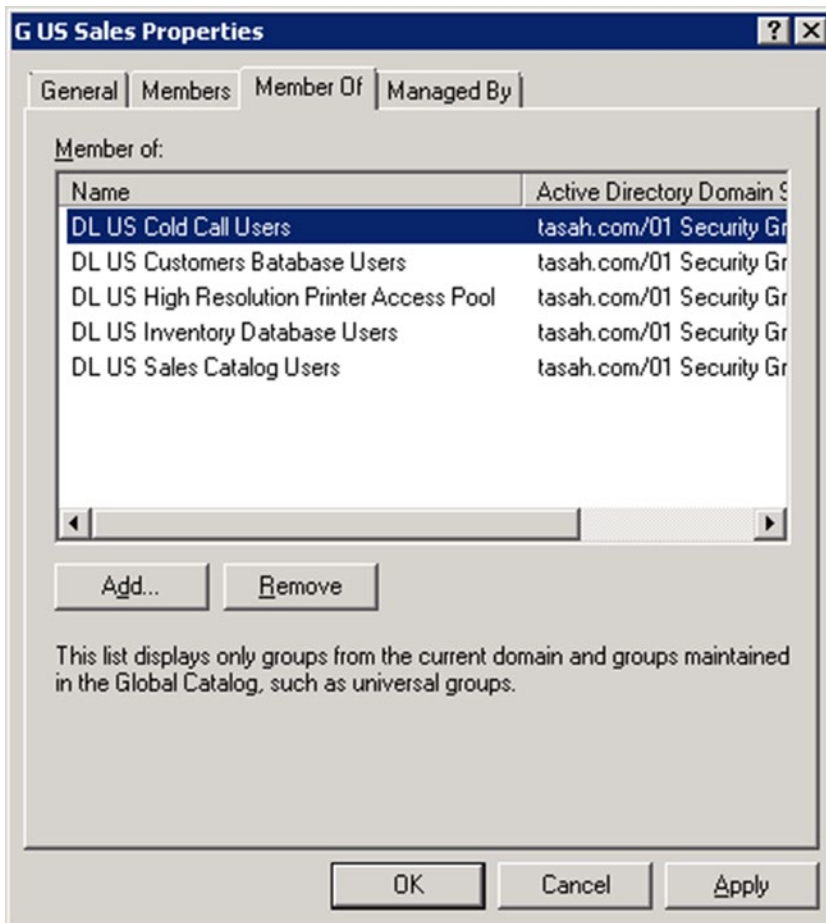 G US Sales Properties
General Members Member Of Managed By
Member of:
Name Active Directory Domain S
DL US Cold Call Users tasah.com/01 Security Gr
DL US Customers Batabase Users tasah.com/01 Security Gr
DL US High Resolution Printer Access Pool tasah.com/01 Security Gr
DL US Inventory Database Users tasah.com/01 Security Gr
DL US Sales Catalog Users tasah.com/01 Security Gr
Add... Remove
This list displays only groups from the current domain and groups maintained
in the Global Catalog, such as universal groups.
OK Cancel Apply